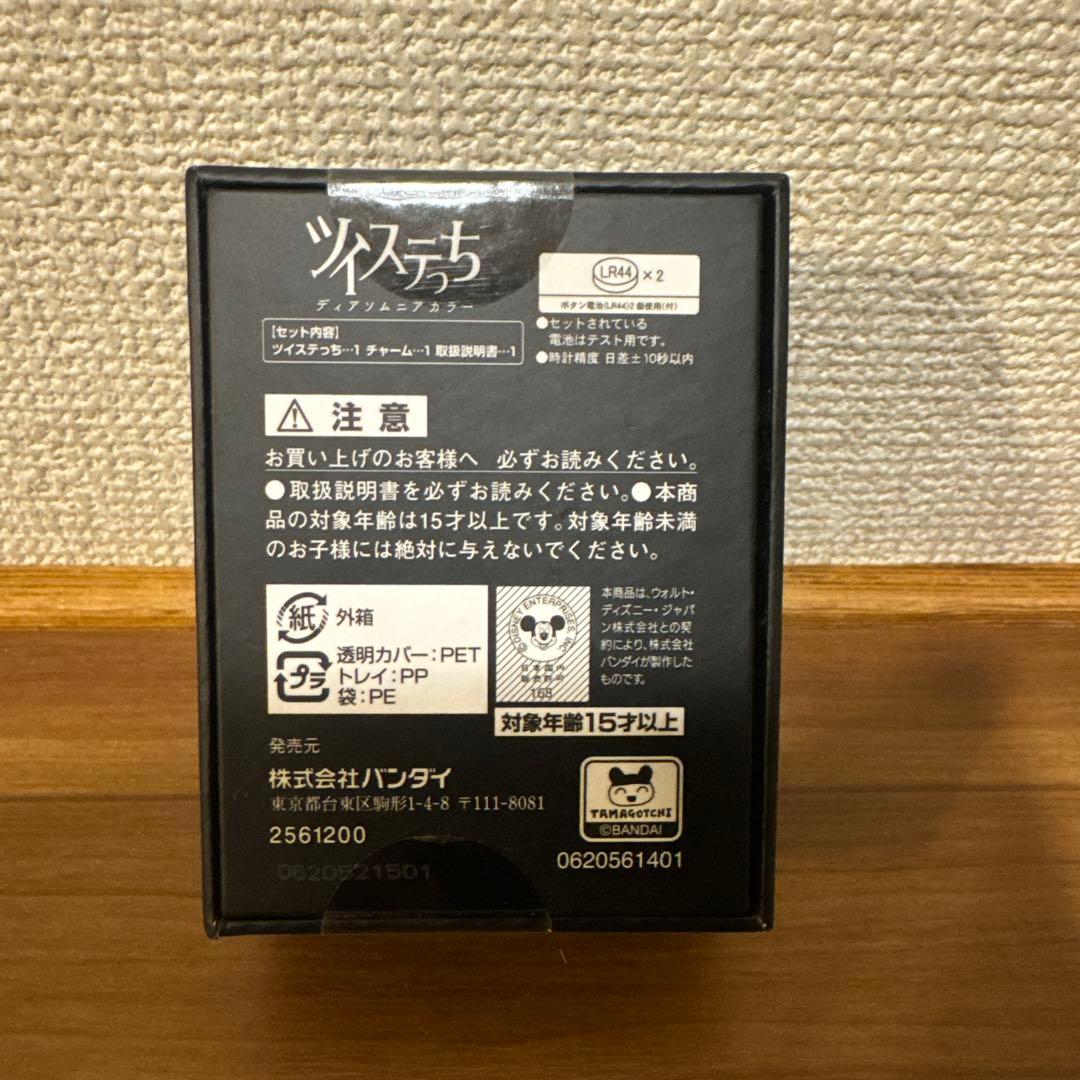 ツイステっち
ディアソムニアカラー
【セット内容】
ツイステっち…1 チャーム…1 取扱説明書…1
LR44 ×2
ボタン電池(LR44)2個使用(付)
●セットされている
電池はテスト用です。
●時計精度 日差±10秒以内
⚠ 注意
お買い上げのお客様へ 必ずお読みください。
●取扱説明書を必ずお読みください。●本商
品の対象年齢は15才以上です。対象年齢未満
のお子様には絶対に与えないでください。
紙 外箱
プラ
透明カバー:PET
トレイ:PP
袋:PE
©DISNEY ENTERPRISES, INC
日本国内
販売許可
168
本商品は、ウォルト・
ディズニー・ジャパ
ン株式会社との契
約により、株式会社
バンダイが製作した
ものです。
対象年齢15才以上
発売元
株式会社バンダイ
東京都台東区駒形1-4-8 〒111-8081
2561200
0620521501
TAMAGOTCHI
©BANDAI
0620561401